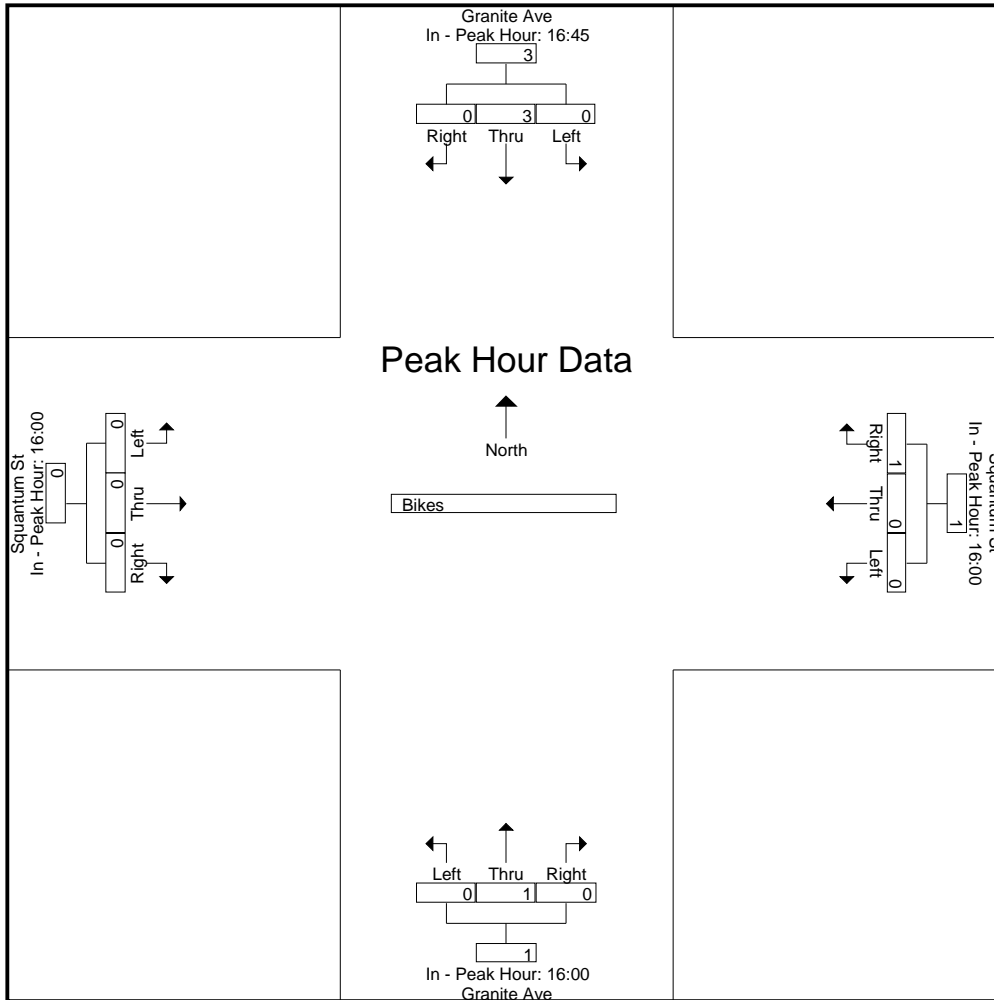 Granite Ave
In - Peak Hour: 16:45
3
0 3 0
Right Thru Left
Peak Hour Data
North
Bikes
Squantum St
In - Peak Hour: 16:00
0
0 0 0
Left Thru Right
Squantum St
In - Peak Hour: 16:00
1
1 0 0
Right Thru Left
Left Thru Right
0 1 0
1
In - Peak Hour: 16:00
Granite Ave